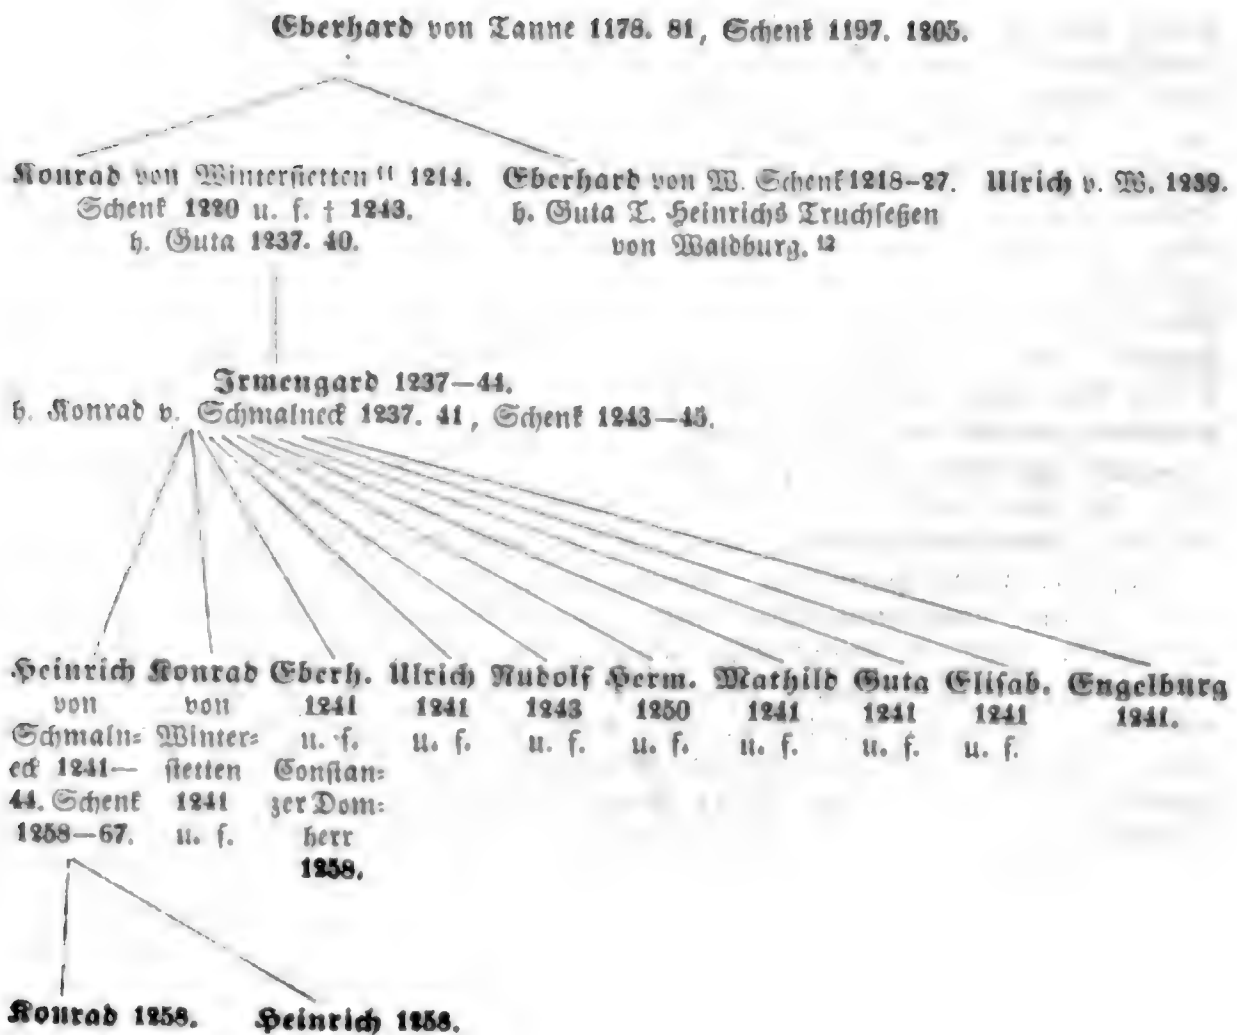 Eberhard von Tanne 1178. 81, Schenk 1197. 1205.
Konrad von Winterstetten ¹¹ 1214.
Schenk 1220 u. f. † 1243.
h. Guta 1237. 40.
Eberhard von W. Schenk 1218–27.
h. Guta T. Heinrichs Truchseßen
von Waldburg. ¹²
Ulrich v. W. 1239.
Irmengard 1237–44.
h. Konrad v. Schmalneck 1237. 41, Schenk 1243–45.
Heinrich
von
Schmaln=
eck 1241–
44. Schenk
1258–67.
Konrad
von
Winter=
stetten
1241
u. f.
Eberh.
1241
u. f.
Constan=
zer Dom=
herr
1258.
Ulrich
1241
u. f.
Rudolf
1243
u. f.
Herm.
1250
u. f.
Mathild
1241
u. f.
Guta
1241
u. f.
Elisab.
1241
u. f.
Engelburg
1241.
Konrad 1258.
Heinrich 1258.